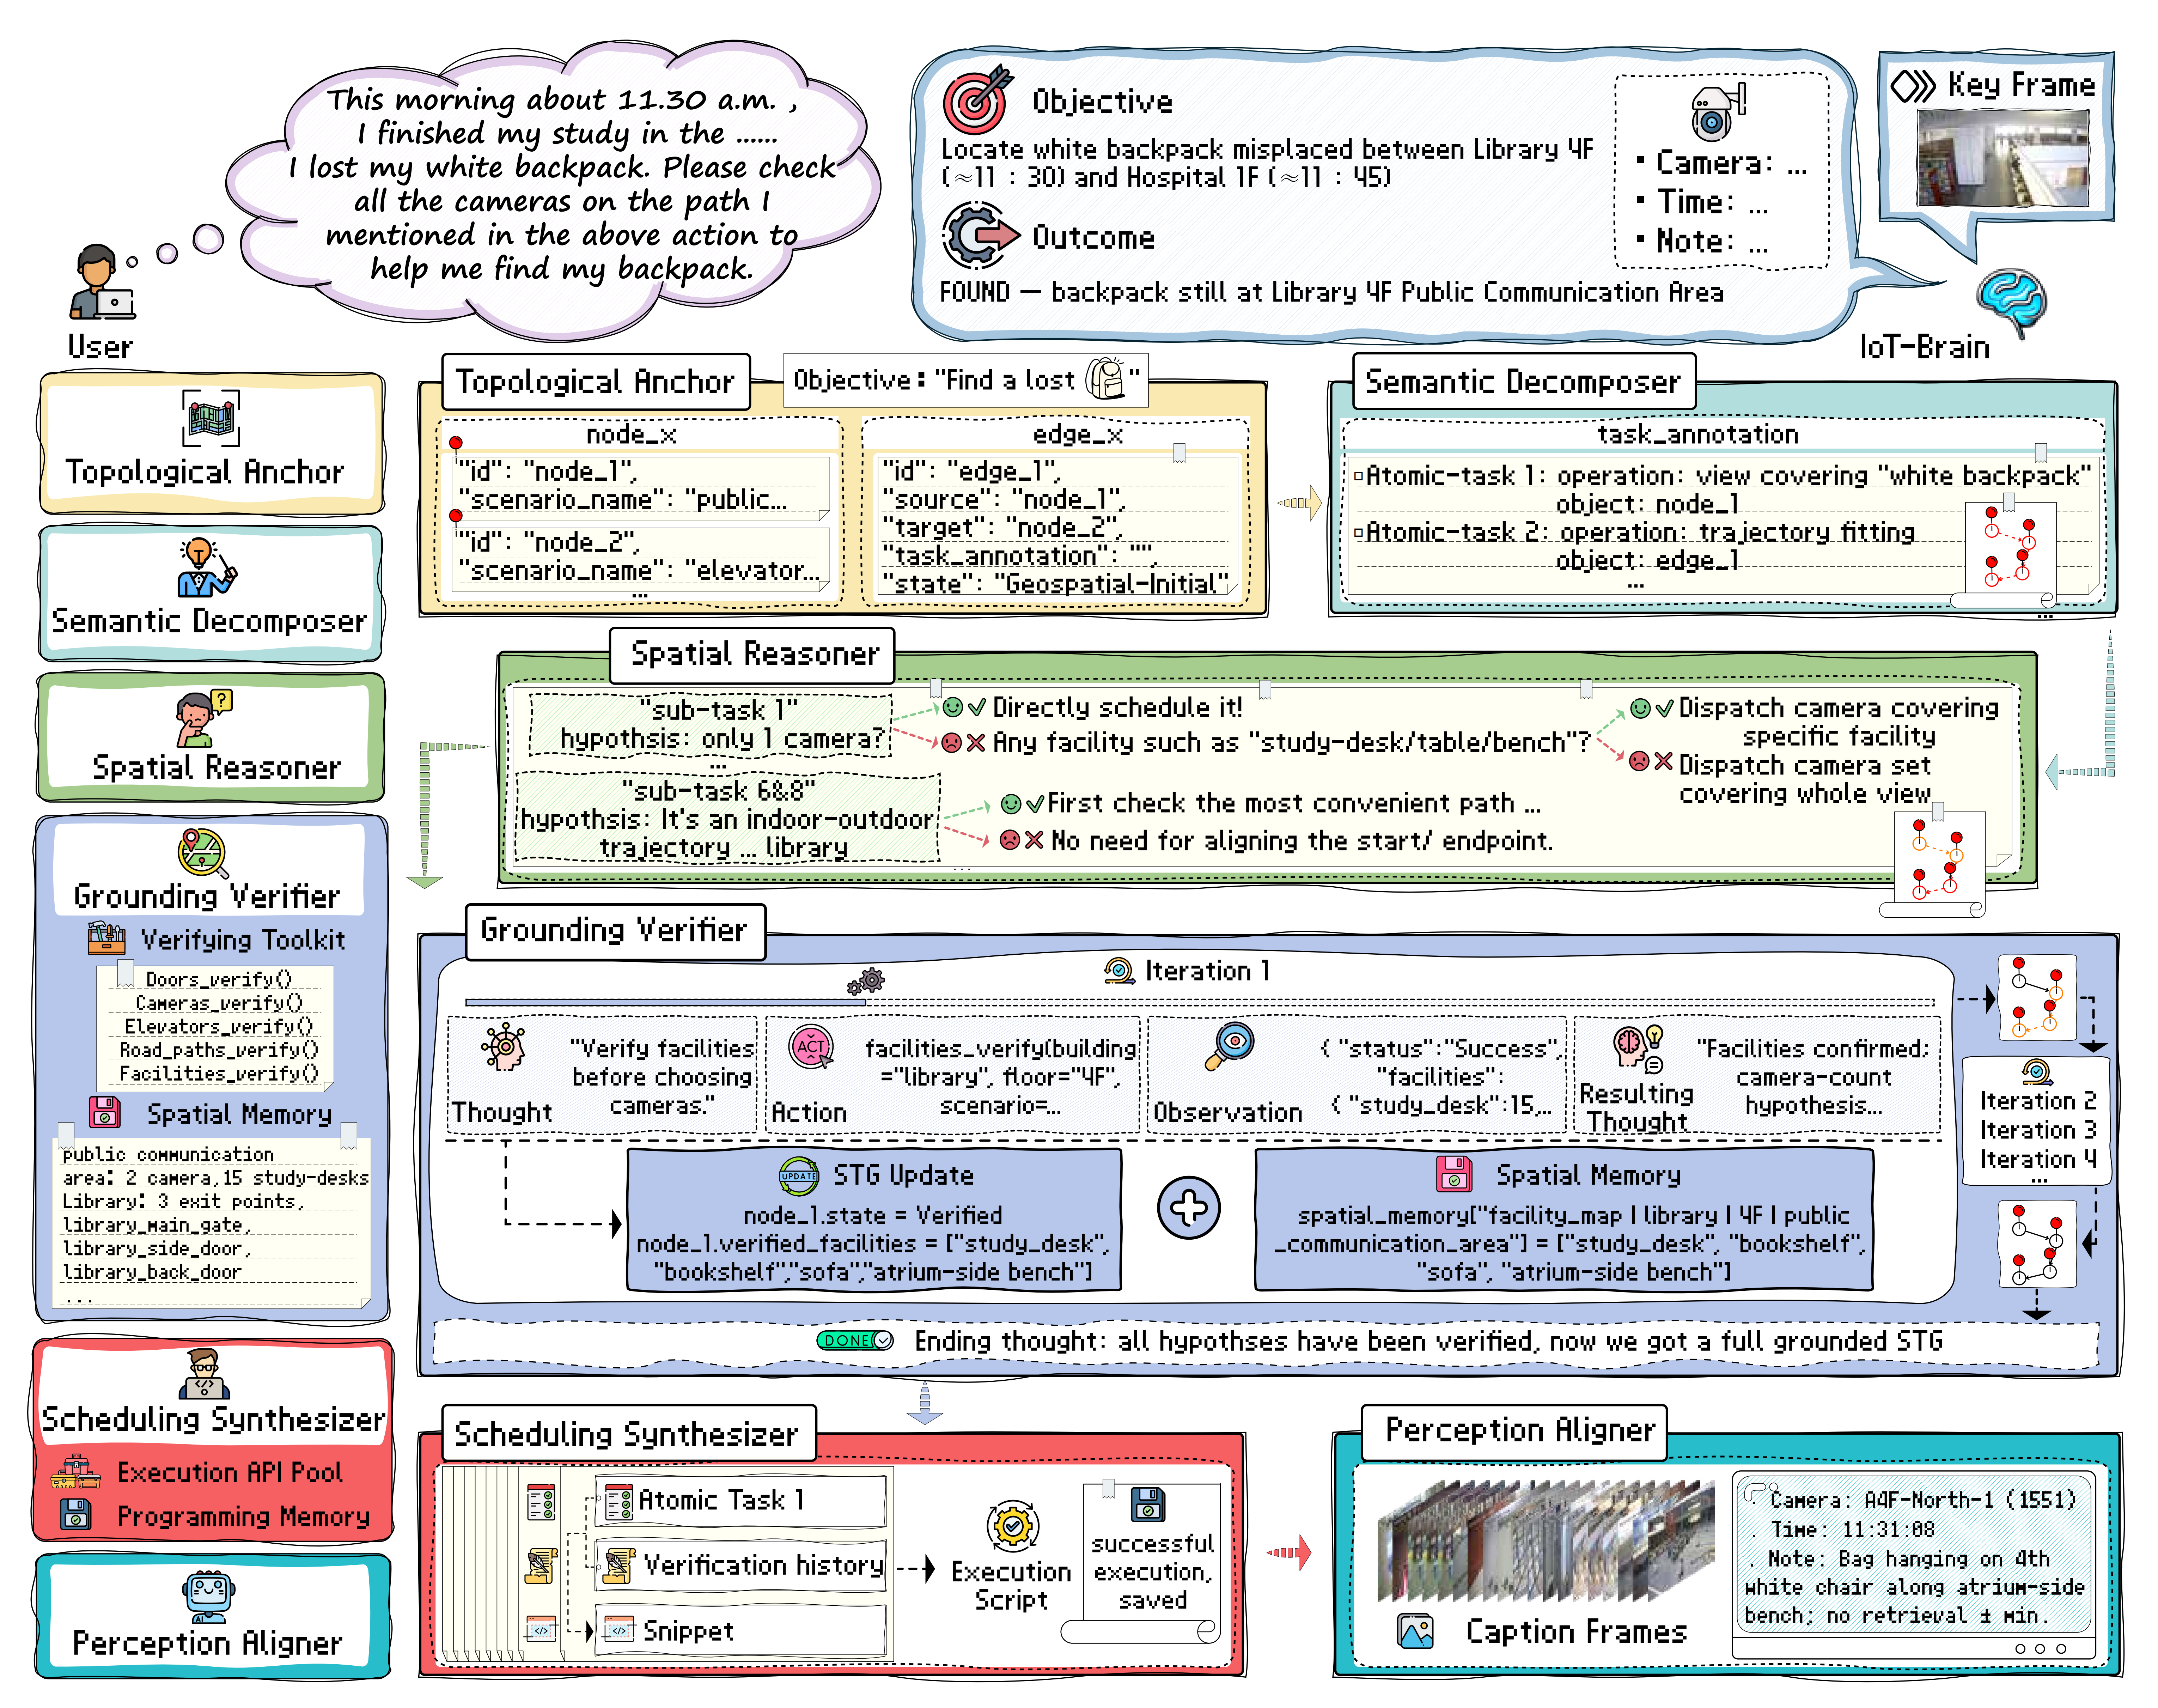 This morning about 11.30 a.m. ,
I finished my study in the ......
I lost my white backpack. Please check
all the cameras on the path I
mentioned in the above action to
help me find my backpack.
User
Objective
Locate white backpack misplaced between Library 4F
(≈11 : 30) and Hospital 1F (≈11 : 45)
Outcome
FOUND — backpack still at Library 4F Public Communication Area
▪ Camera: ...
▪ Time: ...
▪ Note: ...
Key Frame
IoT-Brain
Topological Anchor
Semantic Decomposer
Spatial Reasoner
Grounding Verifier
Verifying Toolkit
Doors_verify()
Cameras_verify()
Elevators_verify()
Road_paths_verify()
Facilities_verify()
Spatial Memory
public communication
area: 2 camera,15 study-desks
Library: 3 exit points,
library_main_gate,
library_side_door,
library_back_door
...
Scheduling Synthesizer
Execution API Pool
Programming Memory
AI
Perception Aligner
Topological Anchor
Objective: "Find a lost "
node_x
"id": "node_1",
"scenario_name": "public...
"id": "node_2",
"scenario_name": "elevator...
...
edge_x
"id": "edge_1",
"source": "node_1",
"target": "node_2",
"task_annotation": "",
"state": "Geospatial-Initial"
Semantic Decomposer
task_annotation
▫Atomic-task 1: operation: view covering "white backpack"
object: node_1
▫Atomic-task 2: operation: trajectory fitting
object: edge_1
...
...
Spatial Reasoner
"sub-task 1"
hypothsis: only 1 camera?
...
Directly schedule it!
Any facility such as "study-desk/table/bench"?
Dispatch camera covering
specific facility
Dispatch camera set
covering whole view
"sub-task 6&8"
hypothsis: It's an indoor-outdoor
trajectory ... library
First check the most convenient path ...
No need for aligning the start/ endpoint.
...
Grounding Verifier
Iteration 1
Thought
"Verify facilities
before choosing
cameras."
ACT
Action
facilities_verify(building
="library", floor="4F",
scenario=...
Observation
{ "status":"Success",
"facilities":
{ "study_desk":15,...
Resulting
Thought
"Facilities confirmed;
camera-count
hypothesis...
UPDATE
STG Update
node_1.state = Verified
node_1.verified_facilities = ["study_desk",
"bookshelf","sofa","atrium-side bench"]
Spatial Memory
spatial_memory["facility_map | library | 4F | public
_communication_area"] = ["study_desk", "bookshelf",
"sofa", "atrium-side bench"]
Iteration 2
Iteration 3
Iteration 4
...
DONE
Ending thought: all hypothses have been verified, now we got a full grounded STG
Scheduling Synthesizer
Atomic Task 1
Verification history
Snippet
Execution
Script
successful
execution,
saved
Perception Aligner
Caption Frames
. Camera: A4F-North-1 (1551)
. Time: 11:31:08
. Note: Bag hanging on 4th
white chair along atrium-side
bench; no retrieval ± min.